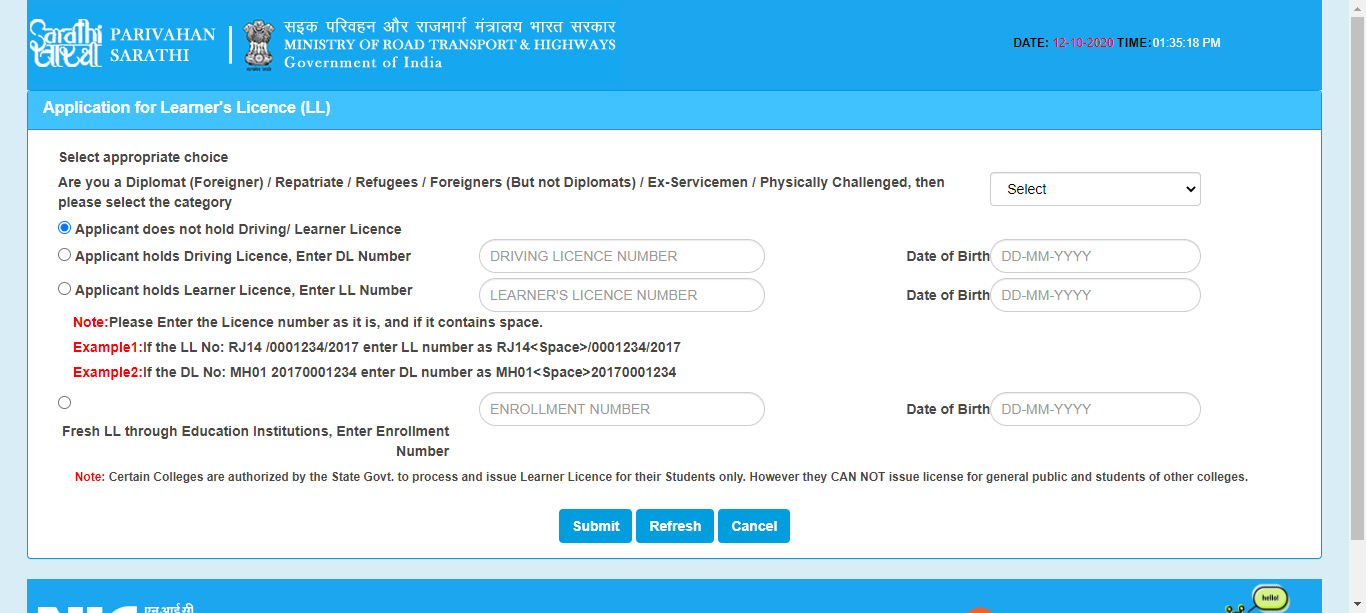 Sarathi
सारथी
PARIVAHAN
SARATHI
सड़क परिवहन और राजमार्ग मंत्रालय भारत सरकार
MINISTRY OF ROAD TRANSPORT & HIGHWAYS
Government of India
DATE: 12-10-2020 TIME:01:35:18 PM
Application for Learner's Licence (LL)
Select appropriate choice
Are you a Diplomat (Foreigner) / Repatriate / Refugees / Foreigners (But not Diplomats) / Ex-Servicemen / Physically Challenged, then
please select the category
Select
Applicant does not hold Driving/ Learner Licence
Applicant holds Driving Licence, Enter DL Number DRIVING LICENCE NUMBER Date of Birth DD-MM-YYYY
Applicant holds Learner Licence, Enter LL Number LEARNER'S LICENCE NUMBER Date of Birth DD-MM-YYYY
Note:Please Enter the Licence number as it is, and if it contains space.
Example1:If the LL No: RJ14 /0001234/2017 enter LL number as RJ14<Space>/0001234/2017
Example2:If the DL No: MH01 20170001234 enter DL number as MH01<Space>20170001234
ENROLLMENT NUMBER Date of Birth DD-MM-YYYY
Fresh LL through Education Institutions, Enter Enrollment
Number
Note: Certain Colleges are authorized by the State Govt. to process and issue Learner Licence for their Students only. However they CAN NOT issue license for general public and students of other colleges.
Submit Refresh Cancel
NIC एन आई सी
hello!